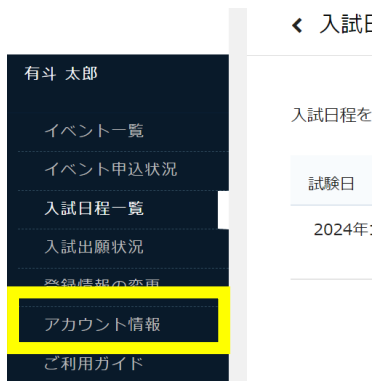 有斗 太郎
イベント一覧
イベント申込状況
入試日程一覧
入試出願状況
登録情報の変更
アカウント情報
ご利用ガイド
入試
入試日程を
試験日
2024年